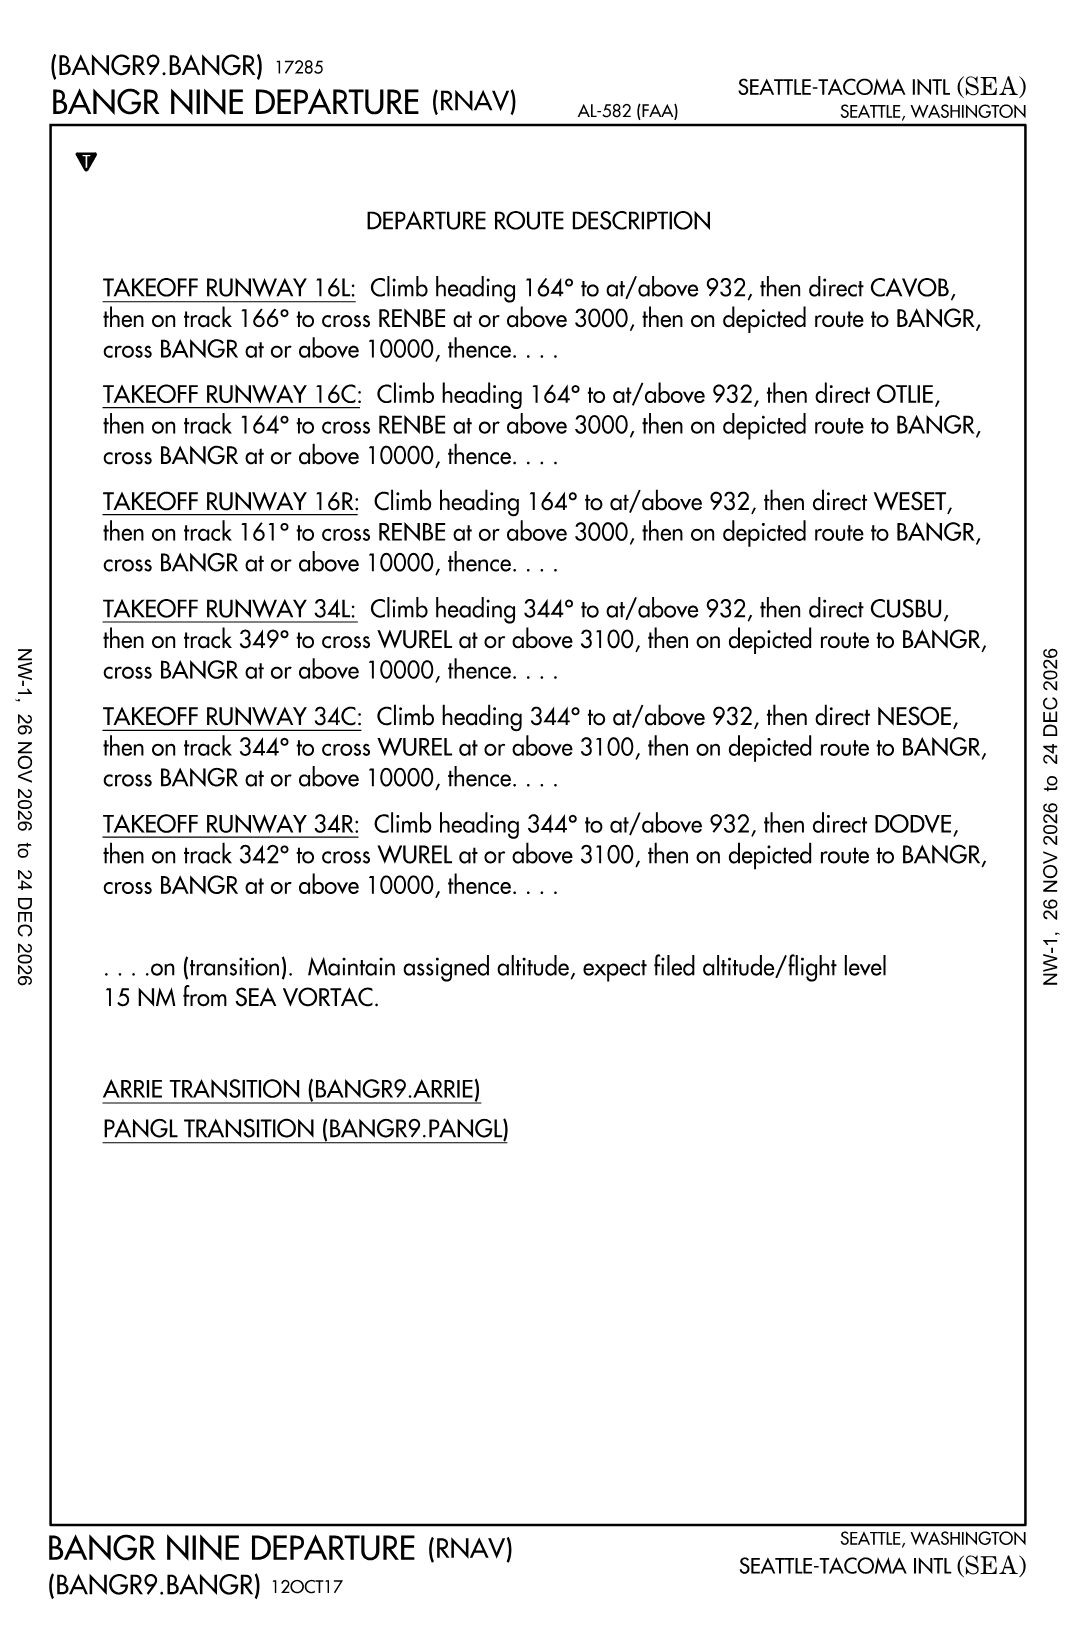 (BANGR9.BANGR) 17285
BANGR NINE DEPARTURE (RNAV)
AL-582 (FAA)
SEATTLE-TACOMA INTL (SEA)
SEATTLE, WASHINGTON
T
DEPARTURE ROUTE DESCRIPTION
TAKEOFF RUNWAY 16L: Climb heading 164° to at/above 932, then direct CAVOB,
then on track 166° to cross RENBE at or above 3000, then on depicted route to BANGR,
cross BANGR at or above 10000, thence. . . .
TAKEOFF RUNWAY 16C: Climb heading 164° to at/above 932, then direct OTLIE,
then on track 164° to cross RENBE at or above 3000, then on depicted route to BANGR,
cross BANGR at or above 10000, thence. . . .
TAKEOFF RUNWAY 16R: Climb heading 164° to at/above 932, then direct WESET,
then on track 161° to cross RENBE at or above 3000, then on depicted route to BANGR,
cross BANGR at or above 10000, thence. . . .
TAKEOFF RUNWAY 34L: Climb heading 344° to at/above 932, then direct CUSBU,
then on track 349° to cross WUREL at or above 3100, then on depicted route to BANGR,
cross BANGR at or above 10000, thence. . . .
TAKEOFF RUNWAY 34C: Climb heading 344° to at/above 932, then direct NESOE,
then on track 344° to cross WUREL at or above 3100, then on depicted route to BANGR,
cross BANGR at or above 10000, thence. . . .
TAKEOFF RUNWAY 34R: Climb heading 344° to at/above 932, then direct DODVE,
then on track 342° to cross WUREL at or above 3100, then on depicted route to BANGR,
cross BANGR at or above 10000, thence. . . .
. . . .on (transition). Maintain assigned altitude, expect filed altitude/flight level
15 NM from SEA VORTAC.
ARRIE TRANSITION (BANGR9.ARRIE)
PANGL TRANSITION (BANGR9.PANGL)
NW-1, 26 NOV 2026 to 24 DEC 2026
NW-1, 26 NOV 2026 to 24 DEC 2026
BANGR NINE DEPARTURE (RNAV)
(BANGR9.BANGR) 12OCT17
SEATTLE, WASHINGTON
SEATTLE-TACOMA INTL (SEA)